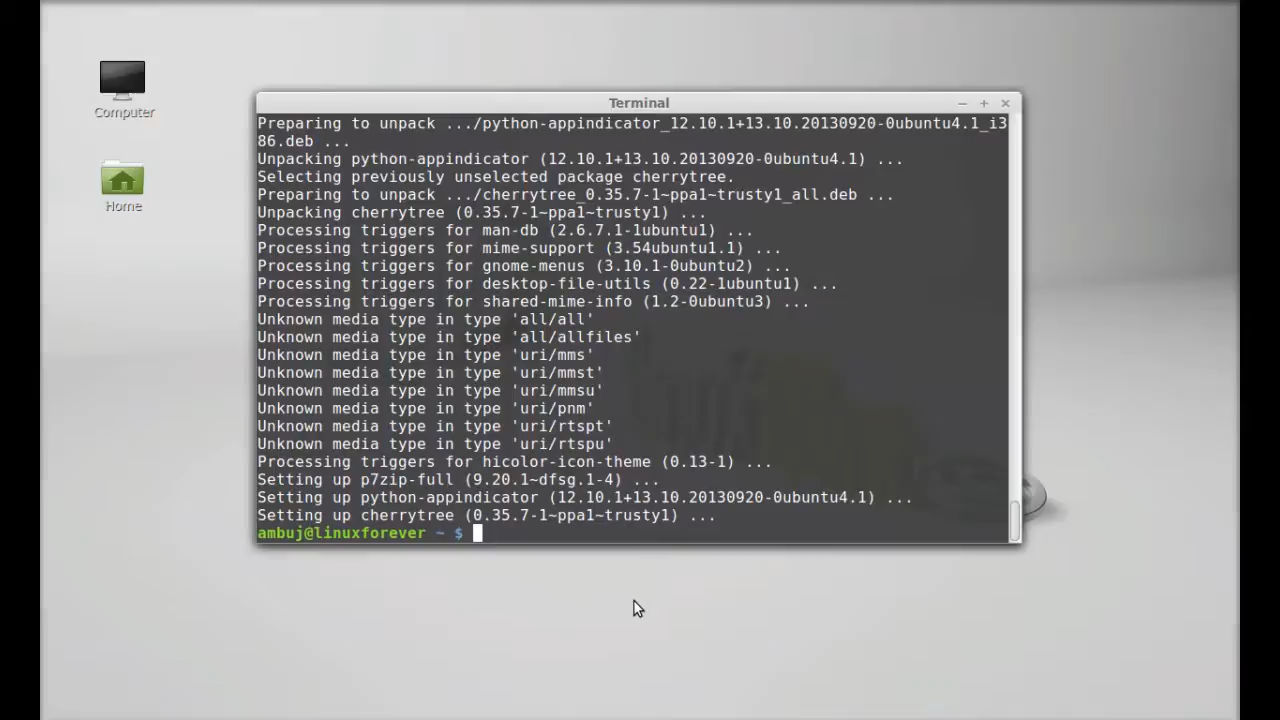 Computer
Home
Terminal
Preparing to unpack .../python-appindicator_12.10.1+13.10.20130920-0ubuntu4.1_i3
86.deb ...
Unpacking python-appindicator (12.10.1+13.10.20130920-0ubuntu4.1) ...
Selecting previously unselected package cherrytree.
Preparing to unpack .../cherrytree_0.35.7-1~ppa1~trusty1_all.deb ...
Unpacking cherrytree (0.35.7-1~ppa1~trusty1) ...
Processing triggers for man-db (2.6.7.1-1ubuntu1) ...
Processing triggers for mime-support (3.54ubuntu1.1) ...
Processing triggers for gnome-menus (3.10.1-0ubuntu2) ...
Processing triggers for desktop-file-utils (0.22-1ubuntu1) ...
Processing triggers for shared-mime-info (1.2-0ubuntu3) ...
Unknown media type in type 'all/all'
Unknown media type in type 'all/allfiles'
Unknown media type in type 'uri/mms'
Unknown media type in type 'uri/mmst'
Unknown media type in type 'uri/mmsu'
Unknown media type in type 'uri/pnm'
Unknown media type in type 'uri/rtspt'
Unknown media type in type 'uri/rtspu'
Processing triggers for hicolor-icon-theme (0.13-1) ...
Setting up p7zip-full (9.20.1~dfsg.1-4) ...
Setting up python-appindicator (12.10.1+13.10.20130920-0ubuntu4.1) ...
Setting up cherrytree (0.35.7-1~ppa1~trusty1) ...
ambuj@linuxforever ~ $